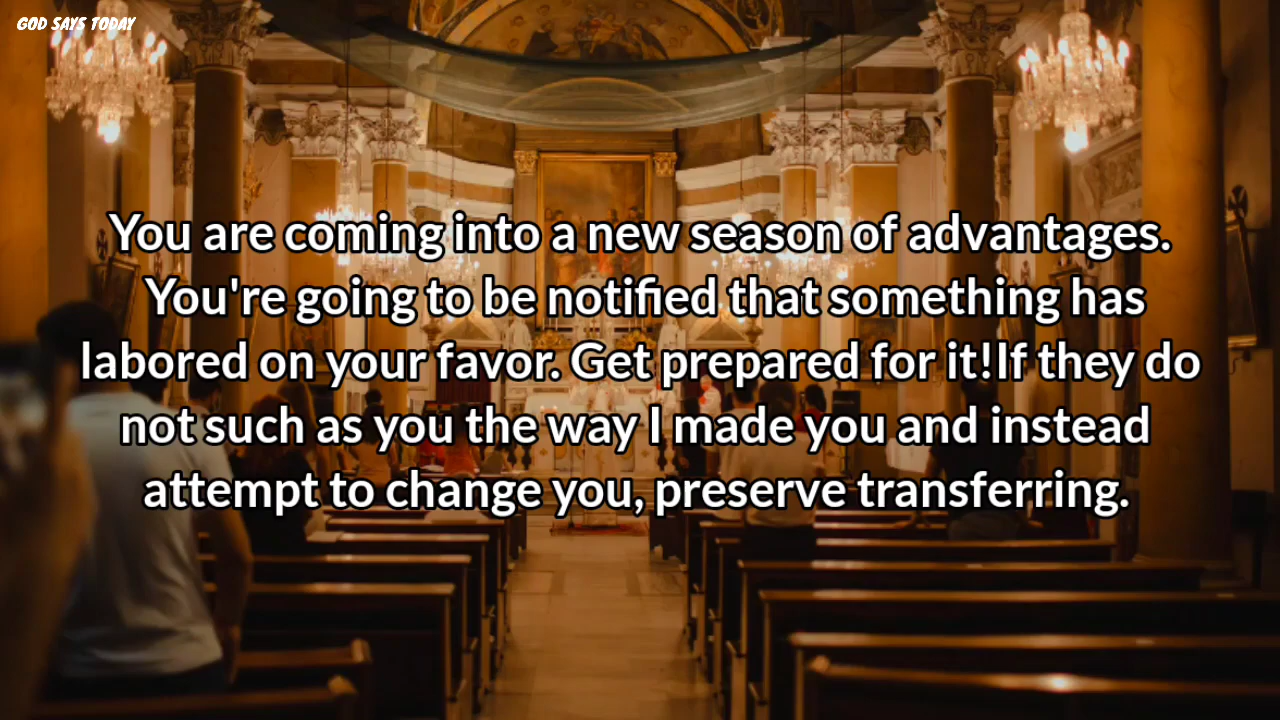 GOD SAYS TODAY
You are coming into a new season of advantages.
You're going to be notified that something has
labored on your favor. Get prepared for it!If they do
not such as you the way I made you and instead
attempt to change you, preserve transferring.